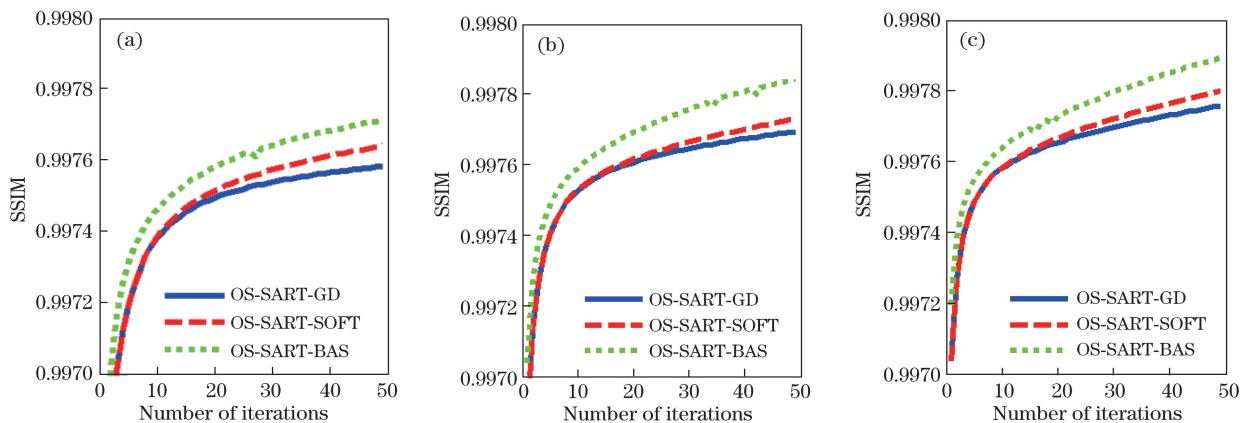 (a)
0.9980
0.9978
0.9976
0.9974
0.9972
0.9970
SSIM
OS-SART-GD
OS-SART-SOFT
OS-SART-BAS
0 10 20 30 40 50
Number of iterations
(b)
0.9980
0.9978
0.9976
0.9974
0.9972
0.9970
SSIM
OS-SART-GD
OS-SART-SOFT
OS-SART-BAS
0 10 20 30 40 50
Number of iterations
(c)
0.9980
0.9978
0.9976
0.9974
0.9972
0.9970
SSIM
OS-SART-GD
OS-SART-SOFT
OS-SART-BAS
0 10 20 30 40 50
Number of iterations